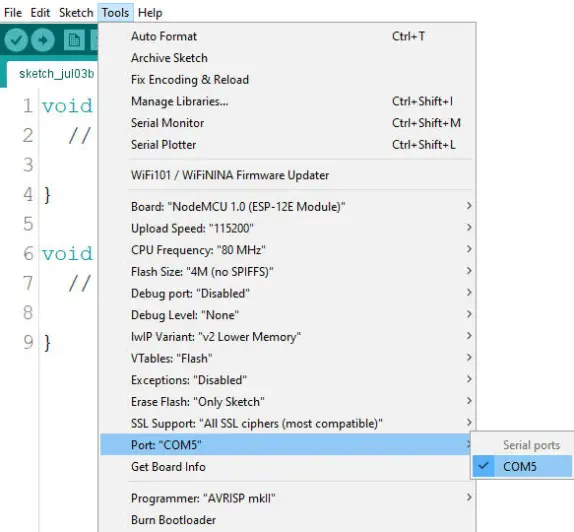 File Edit Sketch Tools Help
sketch_jul03b
1 void
2 //
3
4 }
5
6 void
7 //
8
9 }
Auto Format Ctrl+T
Archive Sketch
Fix Encoding & Reload
Manage Libraries... Ctrl+Shift+I
Serial Monitor Ctrl+Shift+M
Serial Plotter Ctrl+Shift+L
WiFi101 / WiFiNINA Firmware Updater
Board: "NodeMCU 1.0 (ESP-12E Module)"
Upload Speed: "115200"
CPU Frequency: "80 MHz"
Flash Size: "4M (no SPIFFS)"
Debug port: "Disabled"
Debug Level: "None"
lwIP Variant: "v2 Lower Memory"
VTables: "Flash"
Exceptions: "Disabled"
Erase Flash: "Only Sketch"
SSL Support: "All SSL ciphers (most compatible)"
Port: "COM5"
Serial ports
COM5
Get Board Info
Programmer: "AVRISP mkII"
Burn Bootloader